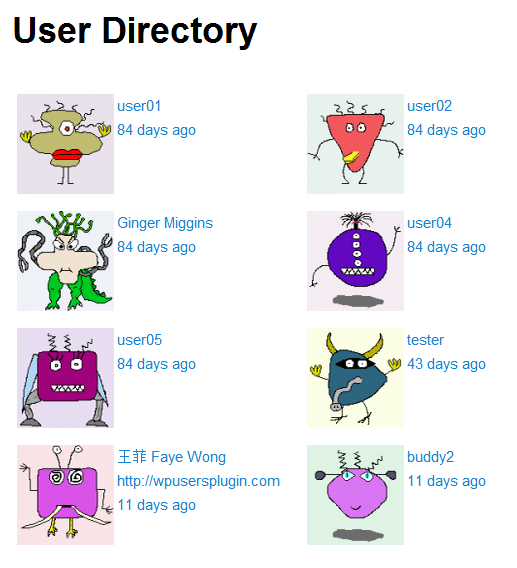 User Directory
user01
84 days ago
user02
84 days ago
Ginger Miggins
84 days ago
user04
84 days ago
user05
84 days ago
tester
43 days ago
王菲 Faye Wong
http://wpusersplugin.com
11 days ago
buddy2
11 days ago